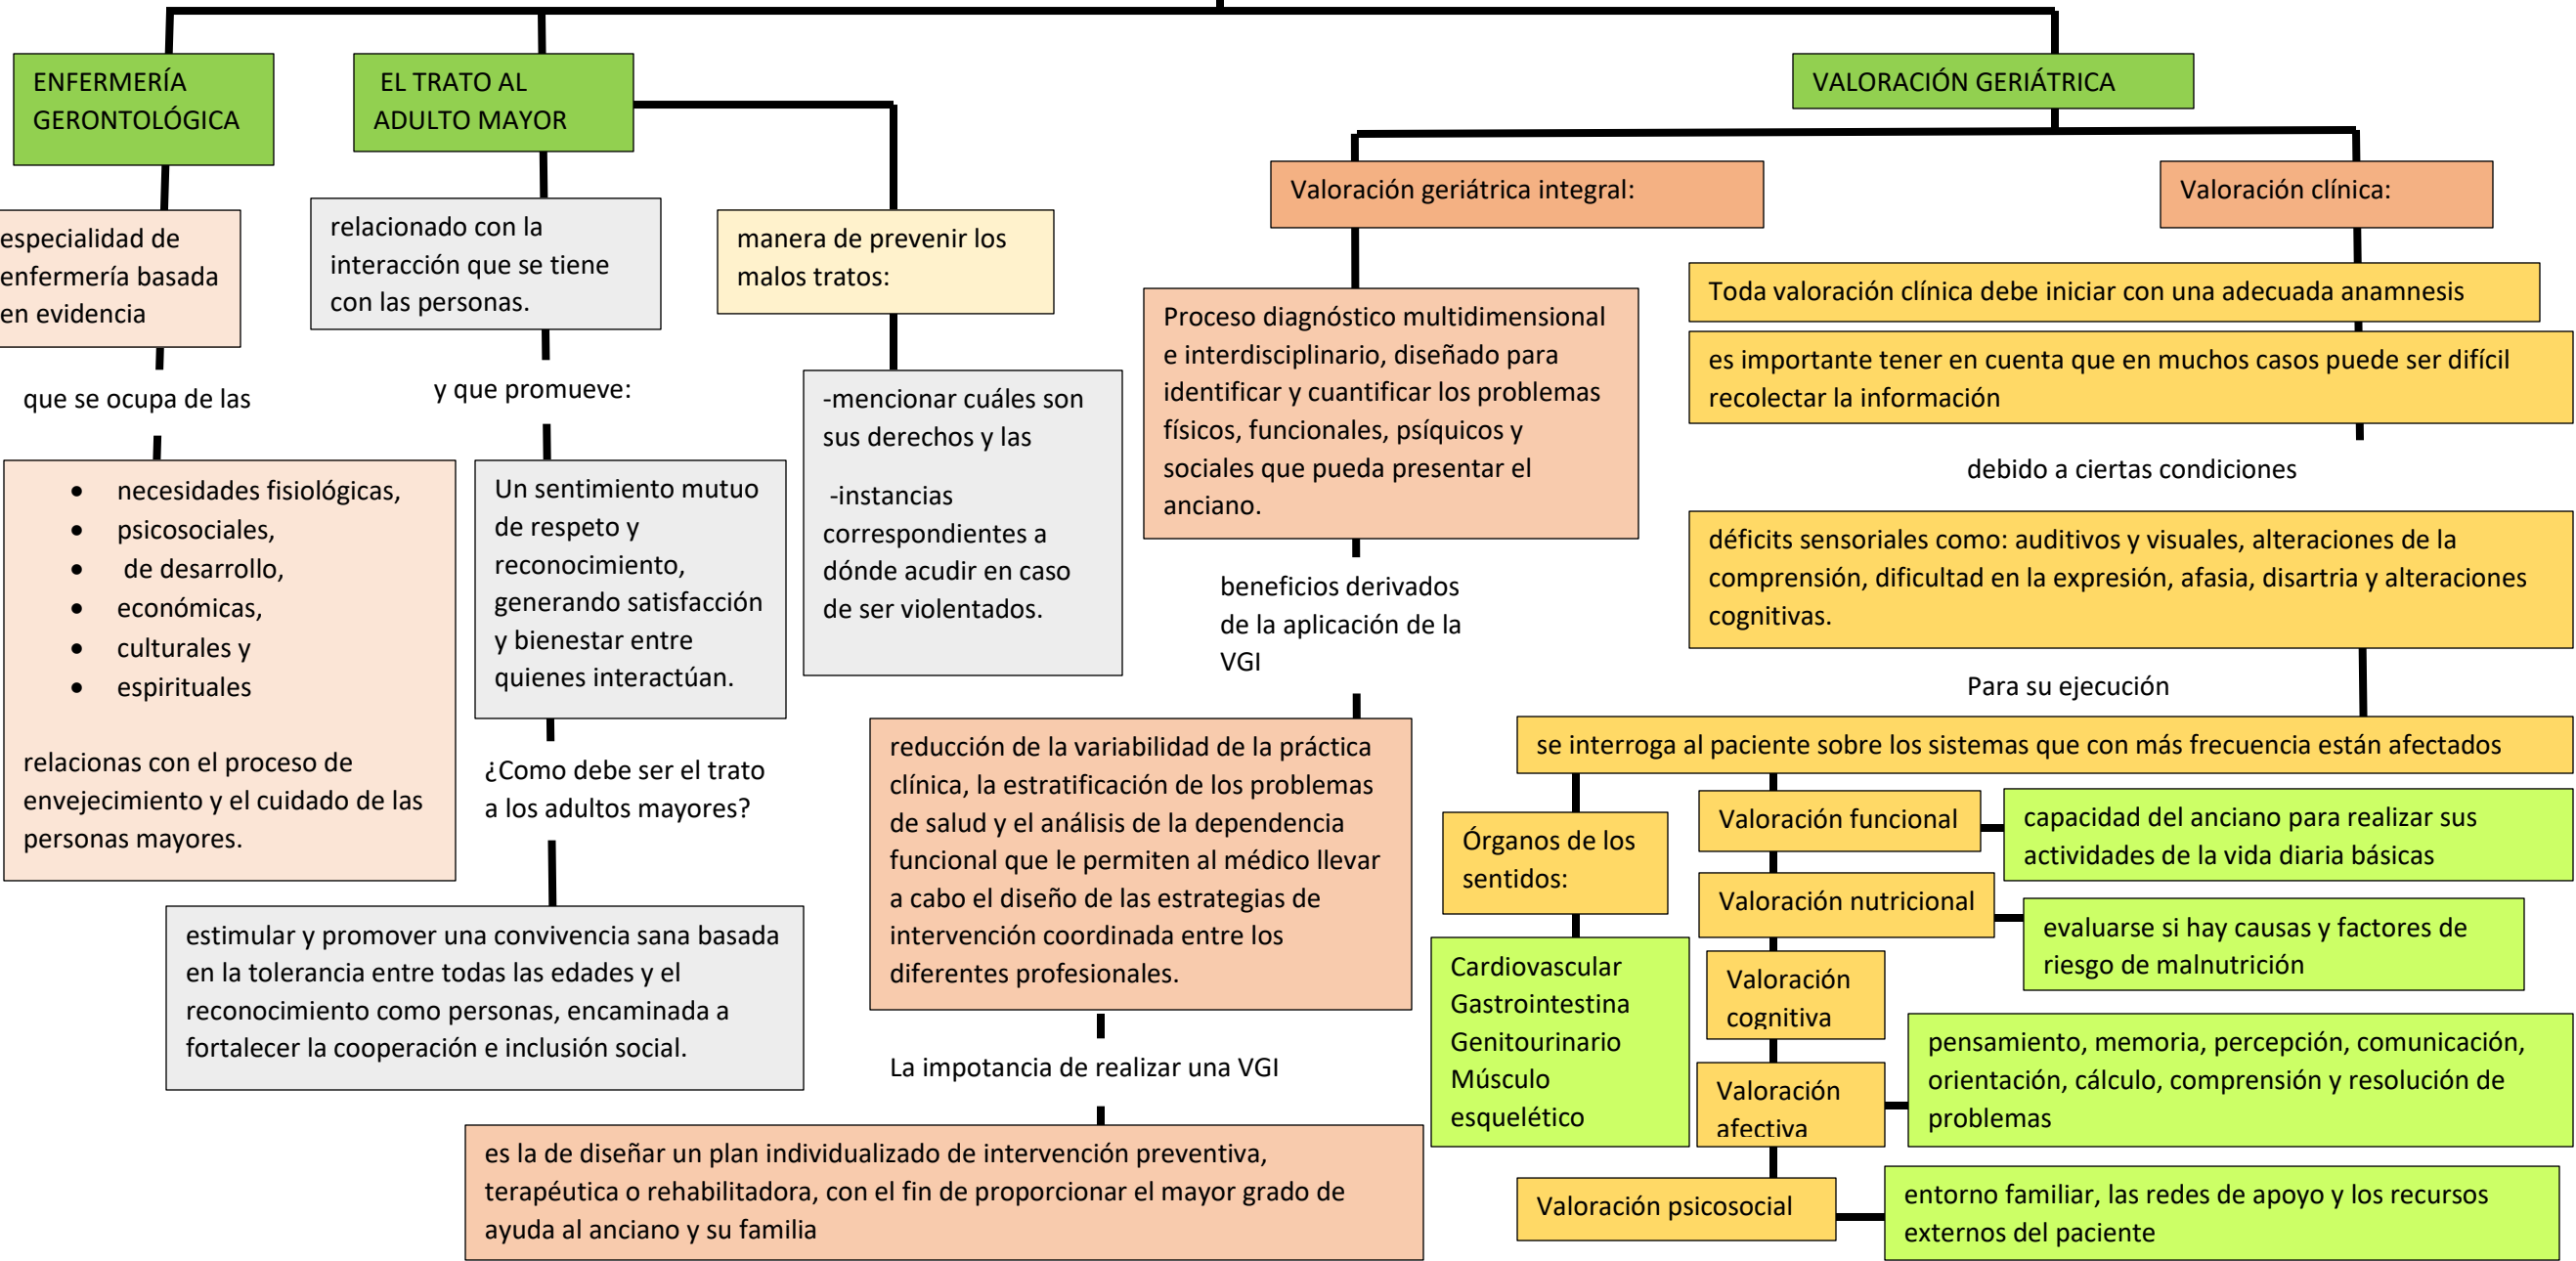 ENFERMERÍA
GERONTOLÓGICA
especialidad de
enfermería basada
en evidencia
que se ocupa de las
• necesidades fisiológicas,
• psicosociales,
• de desarrollo,
• económicas,
• culturales y
• espirituales
relacionas con el proceso de
envejecimiento y el cuidado de las
personas mayores.
EL TRATO AL
ADULTO MAYOR
relacionado con la
interacción que se tiene
con las personas.
y que promueve:
Un sentimiento mutuo
de respeto y
reconocimiento,
generando satisfacción
y bienestar entre
quienes interactúan.
¿Como debe ser el trato
a los adultos mayores?
estimular y promover una convivencia sana basada
en la tolerancia entre todas las edades y el
reconocimiento como personas, encaminada a
fortalecer la cooperación e inclusión social.
manera de prevenir los
malos tratos:
-mencionar cuáles son
sus derechos y las
-instancias
correspondientes a
dónde acudir en caso
de ser violentados.
VALORACIÓN GERIÁTRICA
Valoración geriátrica integral:
Proceso diagnóstico multidimensional
e interdisciplinario, diseñado para
identificar y cuantificar los problemas
físicos, funcionales, psíquicos y
sociales que pueda presentar el
anciano.
beneficios derivados
de la aplicación de la
VGI
reducción de la variabilidad de la práctica
clínica, la estratificación de los problemas
de salud y el análisis de la dependencia
funcional que le permiten al médico llevar
a cabo el diseño de las estrategias de
intervención coordinada entre los
diferentes profesionales.
La impotancia de realizar una VGI
es la de diseñar un plan individualizado de intervención preventiva,
terapéutica o rehabilitadora, con el fin de proporcionar el mayor grado de
ayuda al anciano y su familia
Valoración clínica:
Toda valoración clínica debe iniciar con una adecuada anamnesis
es importante tener en cuenta que en muchos casos puede ser difícil
recolectar la información
debido a ciertas condiciones
déficits sensoriales como: auditivos y visuales, alteraciones de la
comprensión, dificultad en la expresión, afasia, disartria y alteraciones
cognitivas.
Para su ejecución
se interroga al paciente sobre los sistemas que con más frecuencia están afectados
Órganos de los
sentidos:
Cardiovascular
Gastrointestina
Genitourinario
Músculo
esquelético
Valoración funcional
capacidad del anciano para realizar sus
actividades de la vida diaria básicas
Valoración nutricional
evaluarse si hay causas y factores de
riesgo de malnutrición
Valoración
cognitiva
Valoración
afectiva
pensamiento, memoria, percepción, comunicación,
orientación, cálculo, comprensión y resolución de
problemas
Valoración psicosocial
entorno familiar, las redes de apoyo y los recursos
externos del paciente